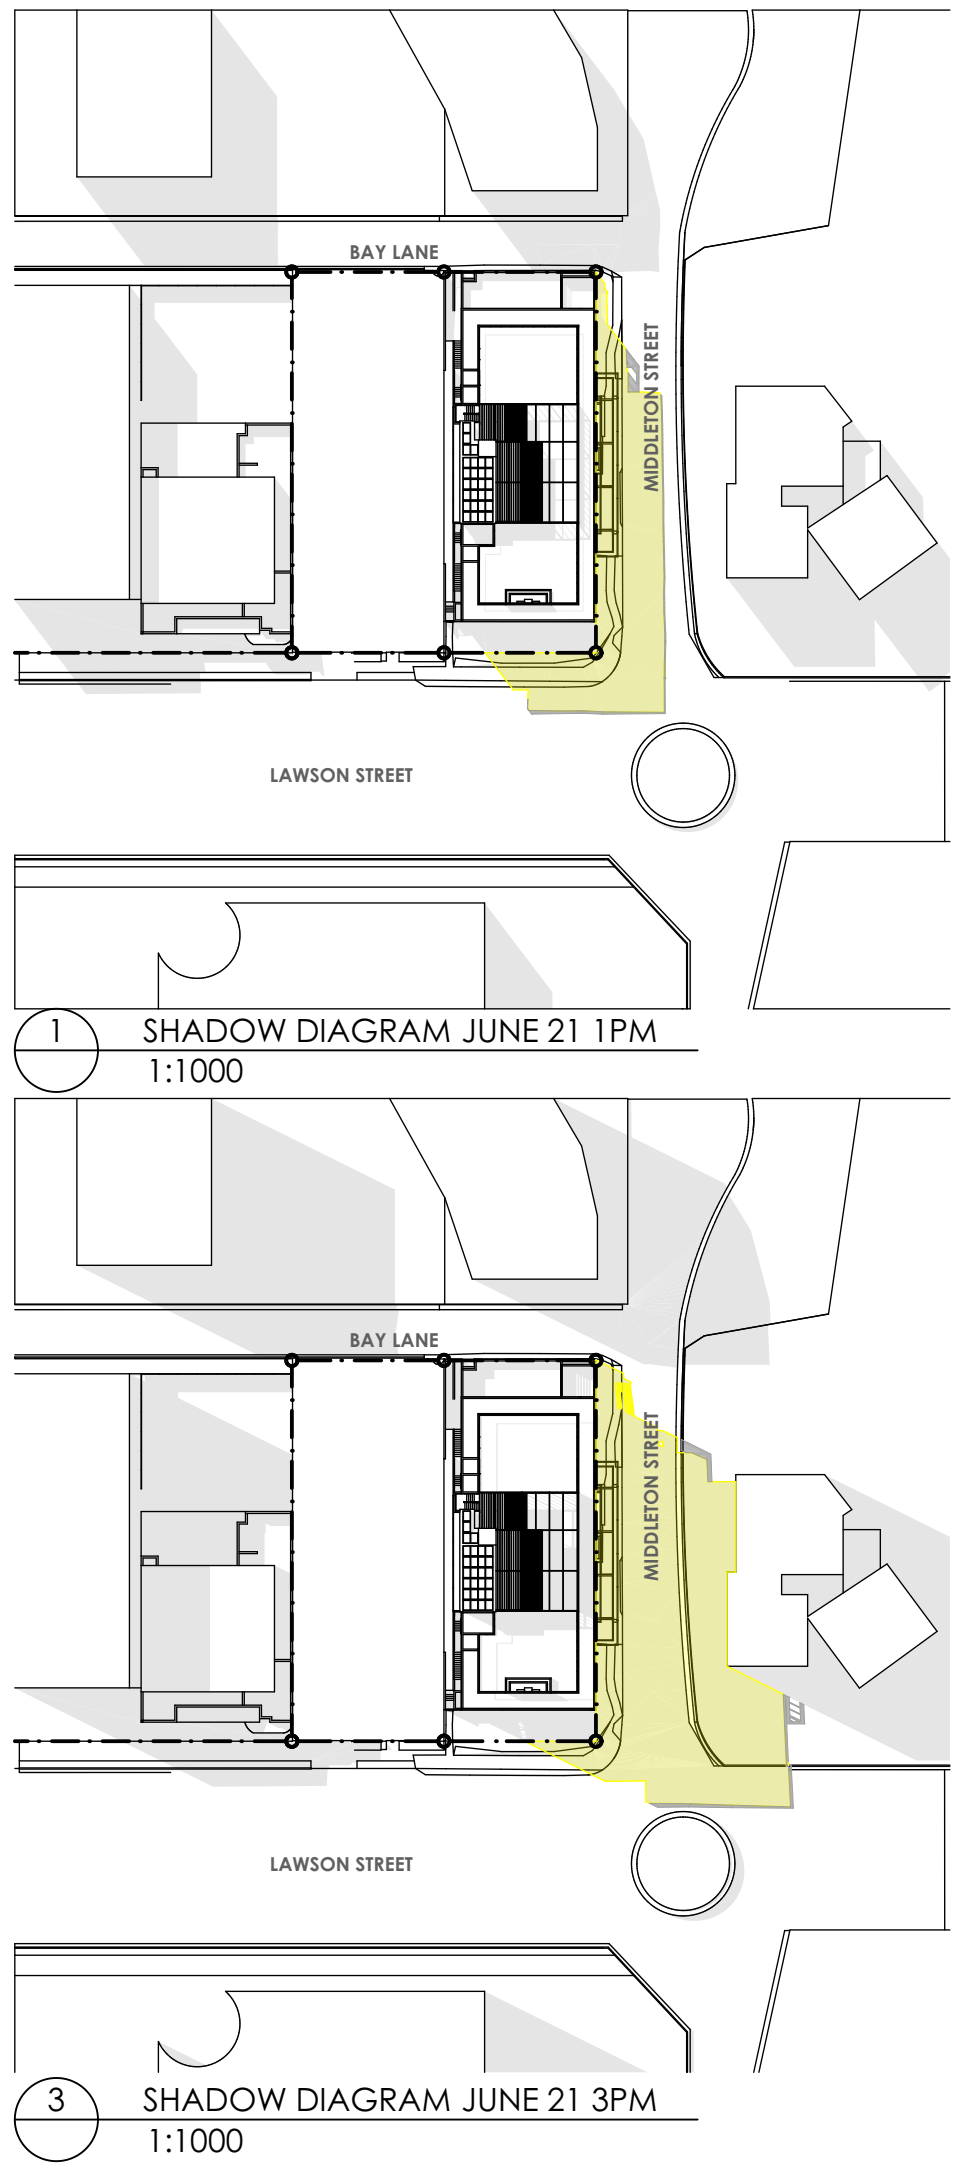 BAY LANE
MIDDLETON STREET
LAWSON STREET
1
SHADOW DIAGRAM JUNE 21 1PM
1:1000
BAY LANE
MIDDLETON STREET
LAWSON STREET
3
SHADOW DIAGRAM JUNE 21 3PM
1:1000